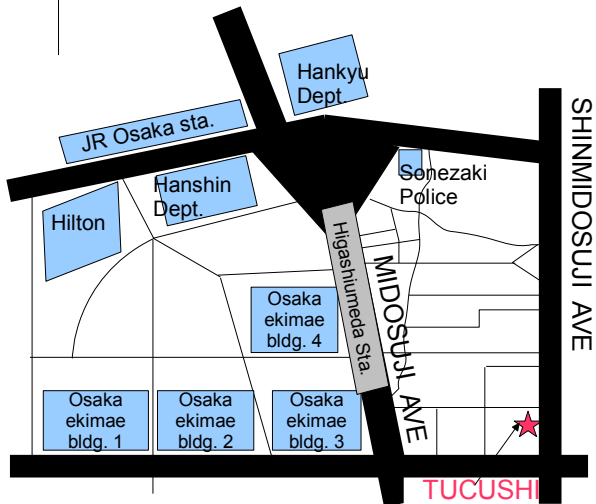 Hankyu
Dept.
JR Osaka sta.
Hanshin
Dept.
Sonezaki
Police
Hilton
SHINMIDOSUJI AVE
Higashiumeda Sta.
MIDOSUJI AVE
Osaka
ekimae
bldg. 4
Osaka
ekimae
bldg. 1
Osaka
ekimae
bldg. 2
Osaka
ekimae
bldg. 3
TUCUSHI